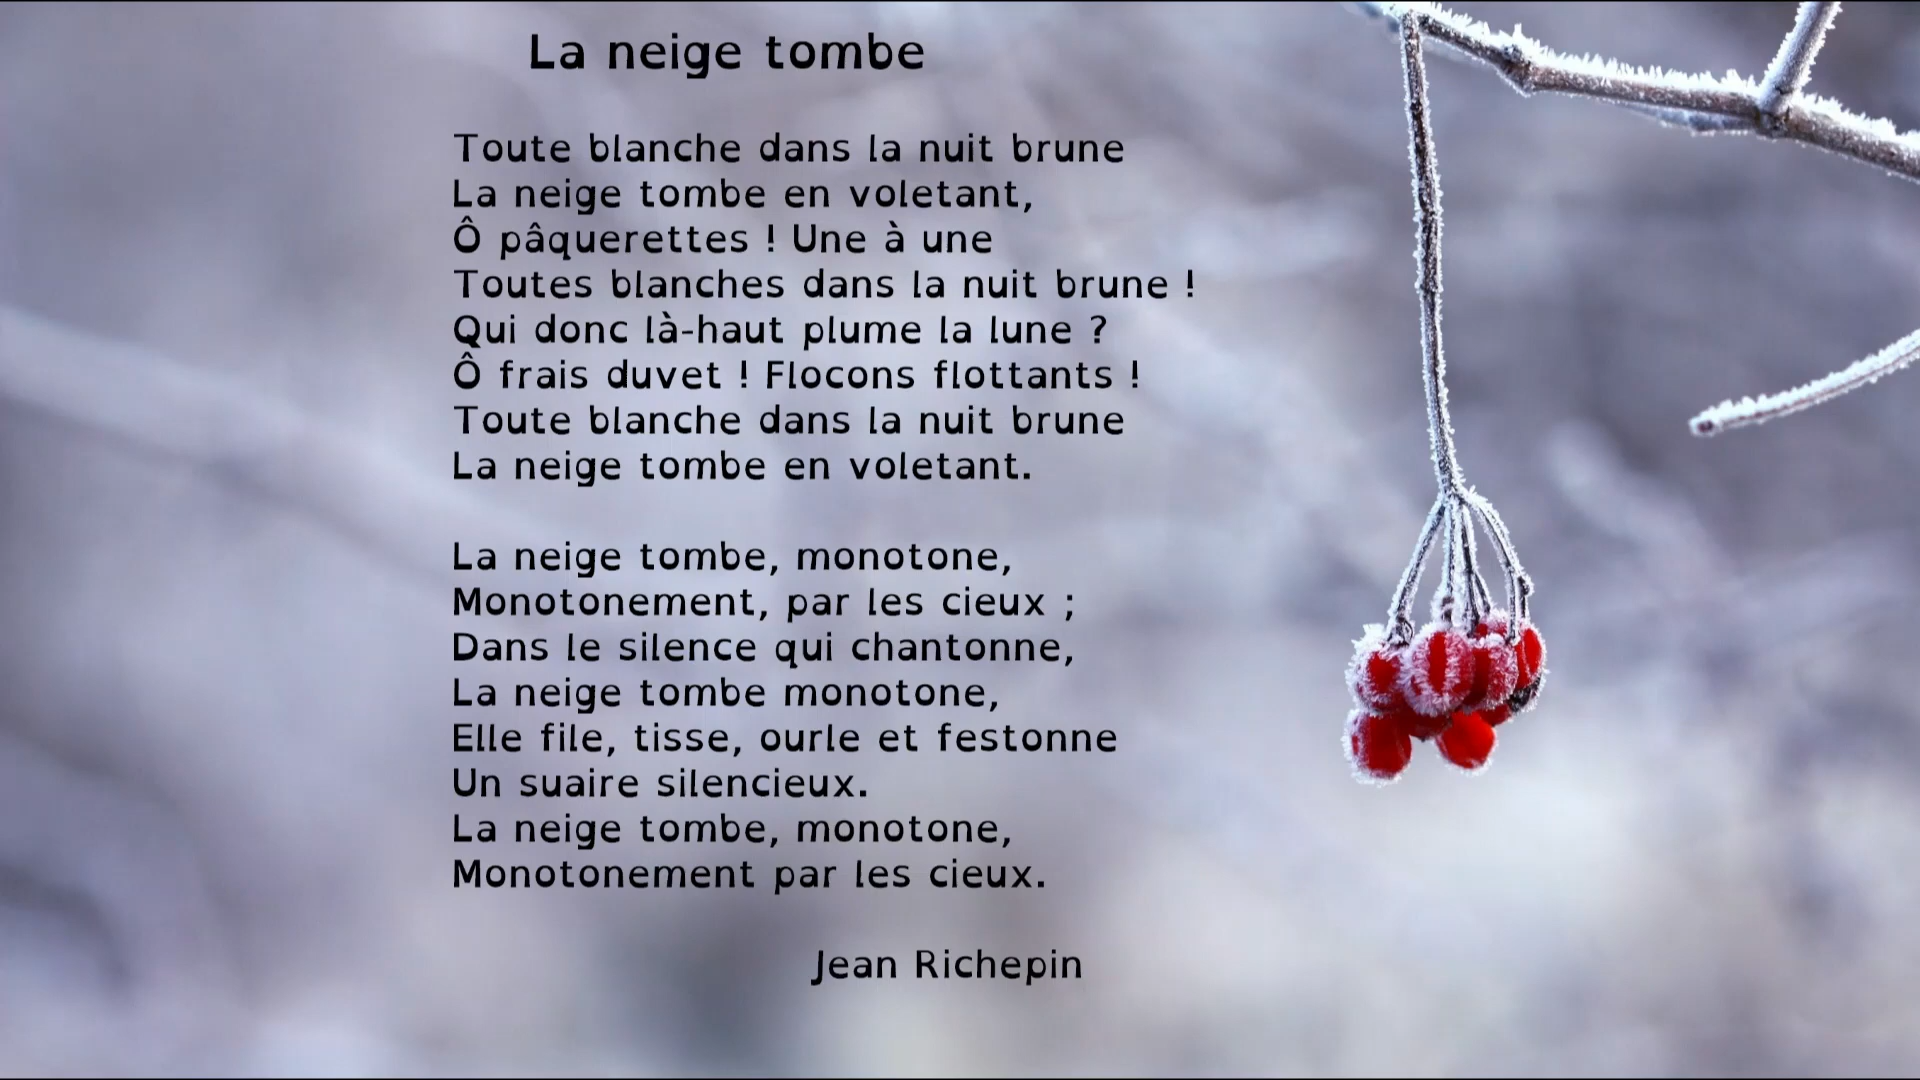 La neige tombe
Toute blanche dans la nuit brune
La neige tombe en voletant,
Ô pâquerettes ! Une à une
Toutes blanches dans la nuit brune !
Qui donc là-haut plume la lune ?
Ô frais duvet ! Flocons flottants !
Toute blanche dans la nuit brune
La neige tombe en voletant.
La neige tombe, monotone,
Monotonement, par les cieux ;
Dans le silence qui chantonne,
La neige tombe monotone,
Elle file, tisse, ourle et festonne
Un suaire silencieux.
La neige tombe, monotone,
Monotonement par les cieux.
Jean Richepin